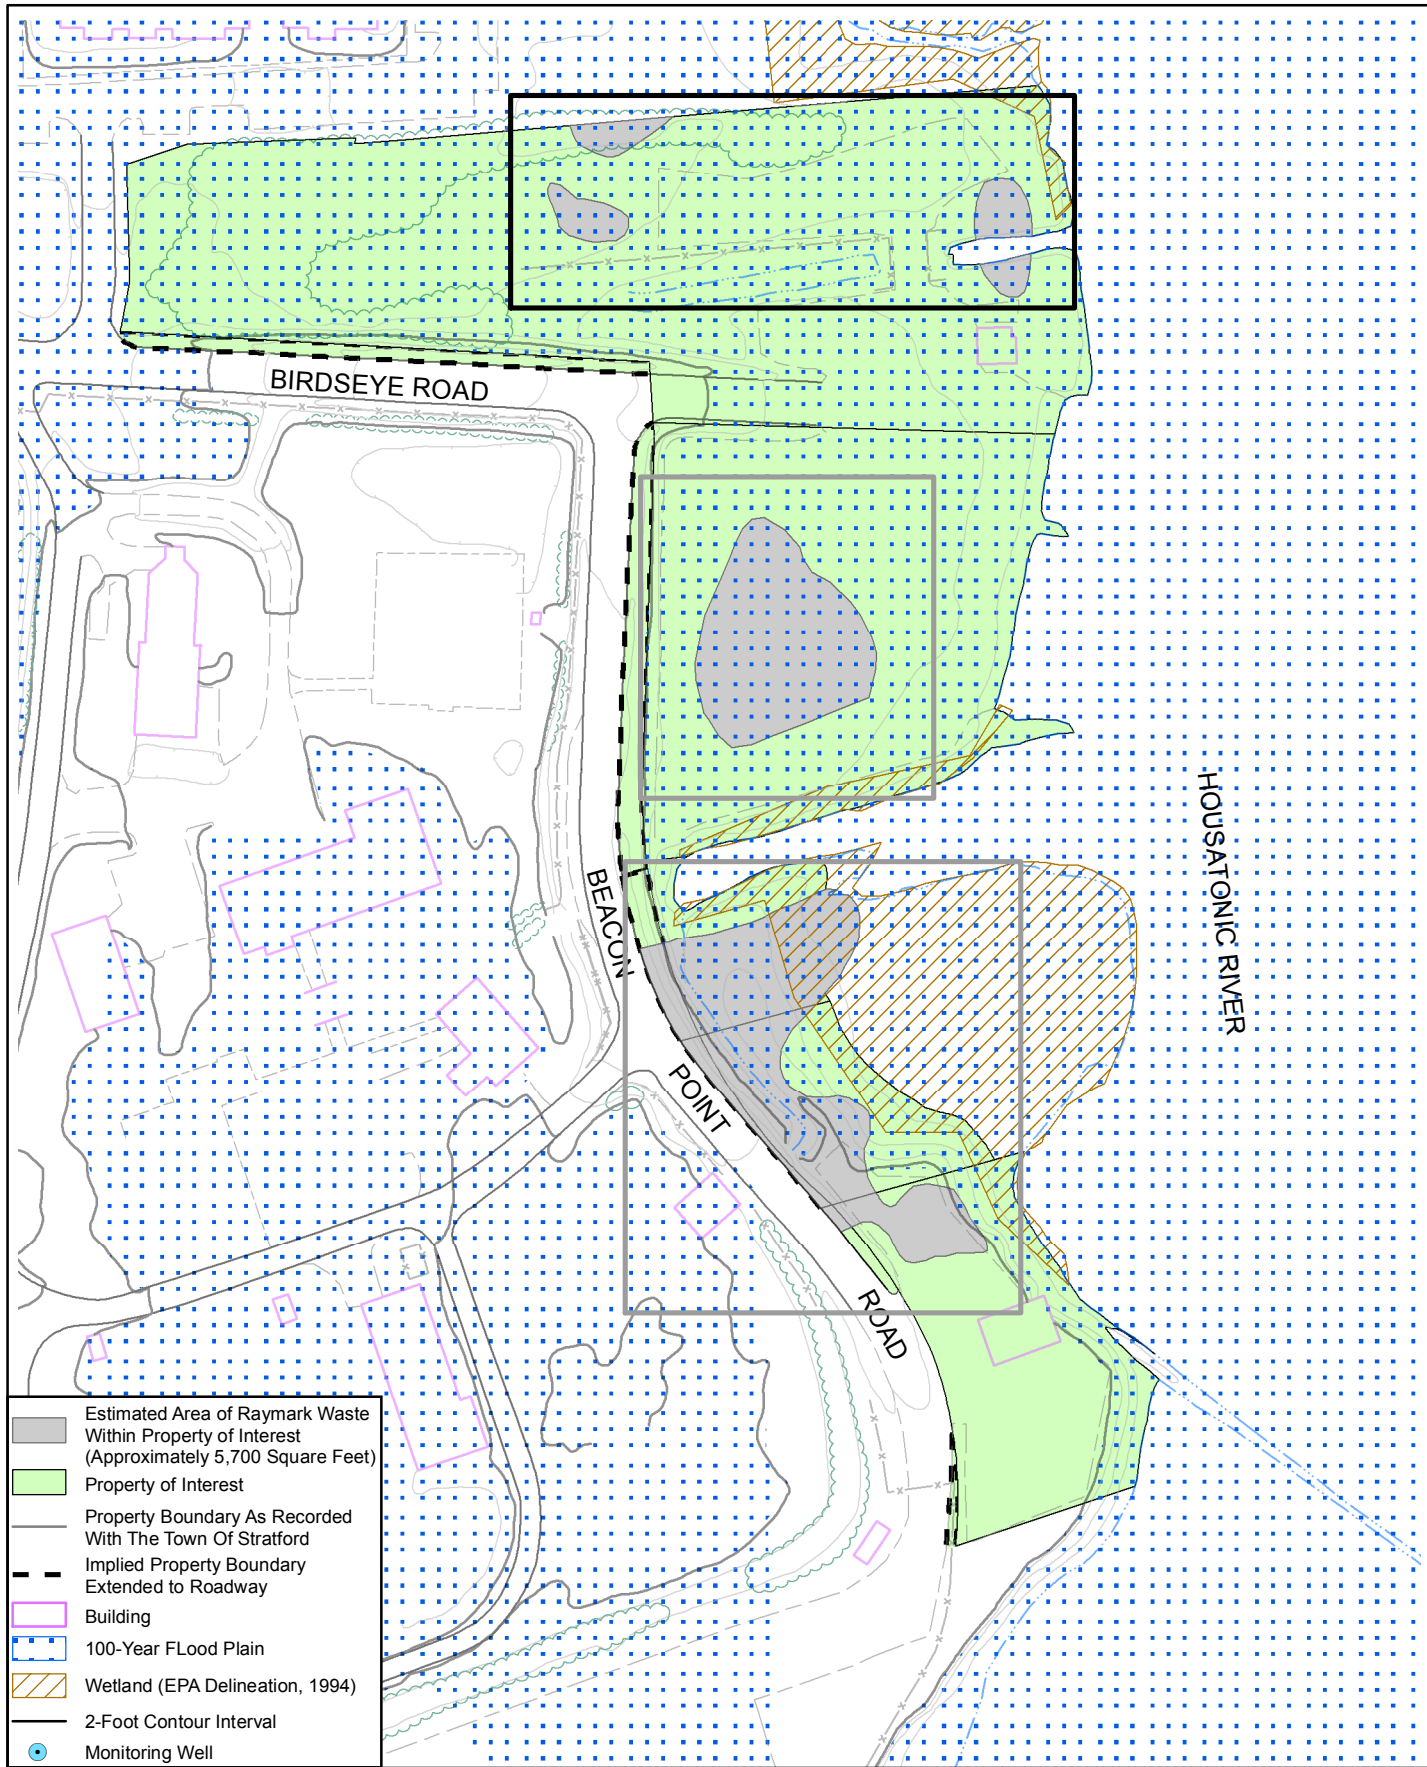 BIRDSEYE ROAD
HOUSATONIC RIVER
BEACON
POINT
ROAD
Estimated Area of Raymark Waste
Within Property of Interest
(Approximately 5,700 Square Feet)
Property of Interest
Property Boundary As Recorded
With The Town Of Stratford
Implied Property Boundary
Extended to Roadway
Building
100-Year FLood Plain
Wetland (EPA Delineation, 1994)
2-Foot Contour Interval
Monitoring Well